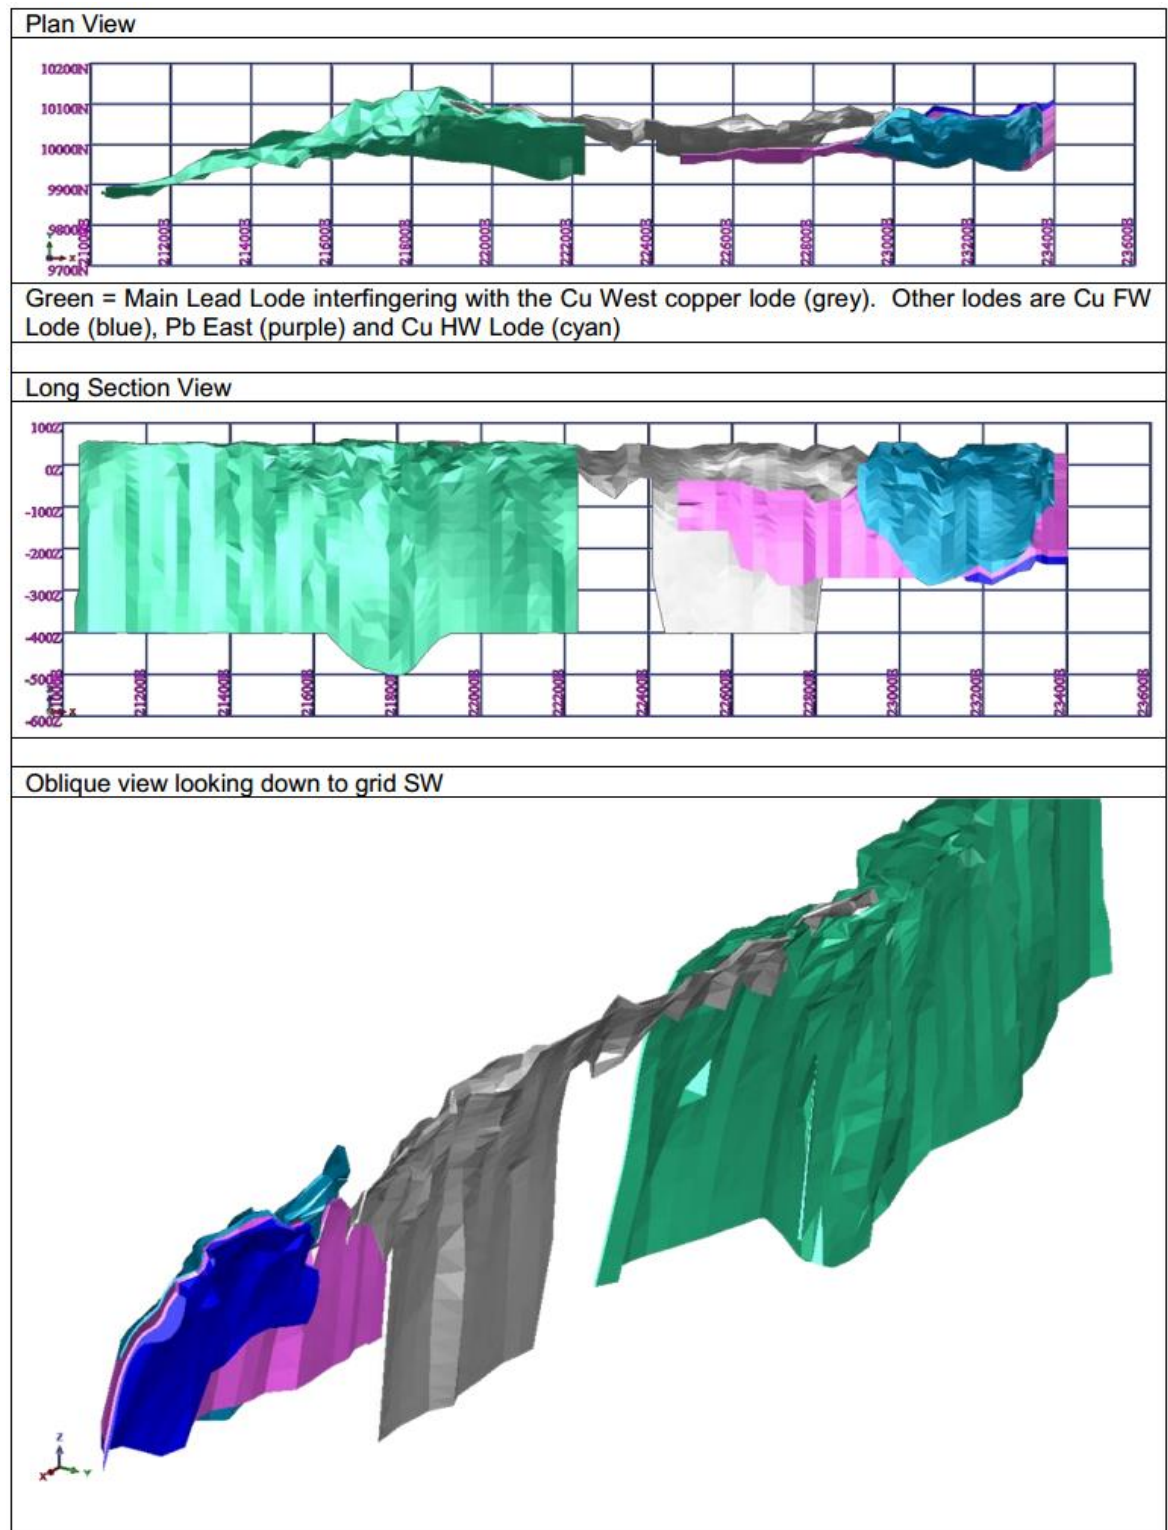 Plan View
10200N
10100N
10000N
9900N
9800N
9700N
21000E
21200E
21400E
21600E
21800E
22000E
22200E
22400E
22600E
22800E
23000E
23200E
23400E
23600E
X
Green = Main Lead Lode interfingering with the Cu West copper lode (grey). Other lodes are Cu FW
Lode (blue), Pb East (purple) and Cu HW Lode (cyan)
Long Section View
100Z
0Z
-100Z
-200Z
-300Z
-400Z
-500Z
-600Z
21000E
21200E
21400E
21600E
21800E
22000E
22200E
22400E
22600E
22800E
23000E
23200E
23400E
23600E
X
Oblique view looking down to grid SW
Z
X
Y